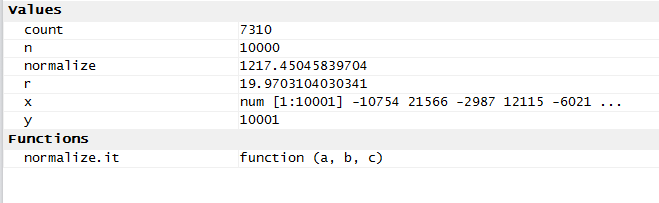 Values
count 7310
n 10000
normalize 1217.45045839704
r 19.9703104030341
x num [1:10001] -10754 21566 -2987 12115 -6021 ...
y 10001
Functions
normalize.it function (a, b, c)